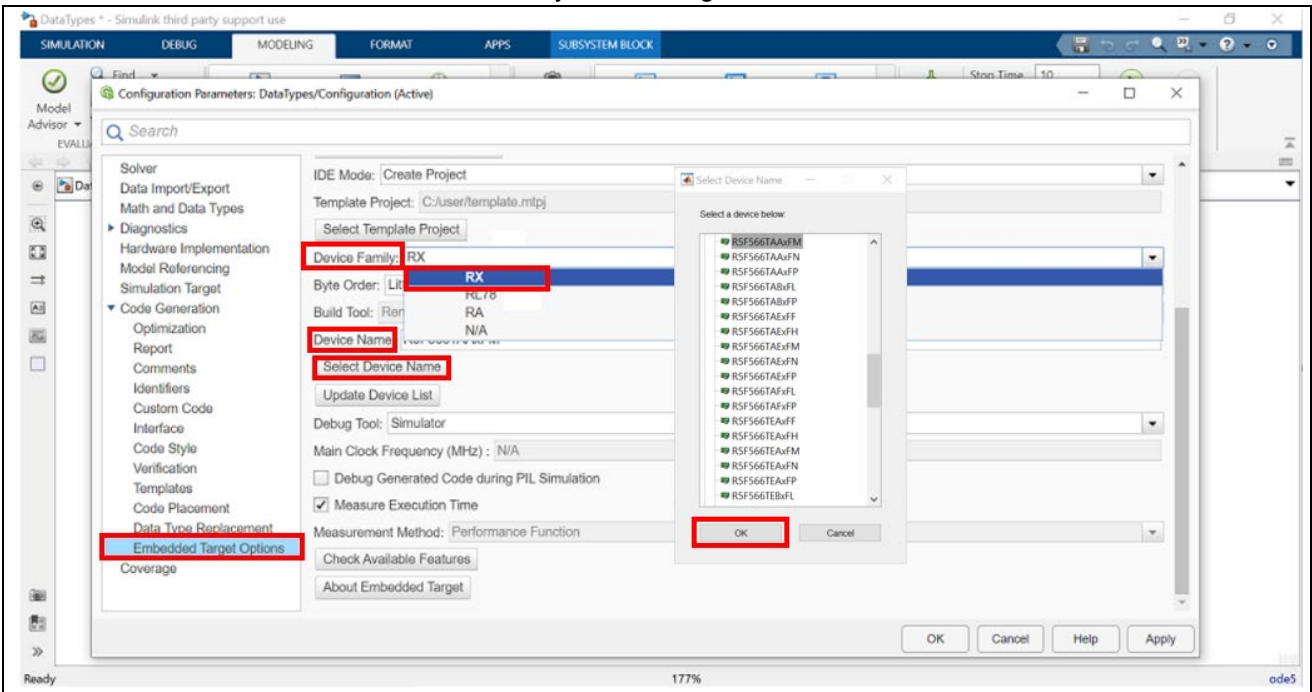 DataTypes * - Simulink third party support use
SIMULATION DEBUG MODELING FORMAT APPS SUBSYSTEM BLOCK
Find
Stop Time 10
Model
Advisor
EVALU
Configuration Parameters: DataTypes/Configuration (Active)
Search
Da
Solver
Data Import/Export
Math and Data Types
Diagnostics
Hardware Implementation
Model Referencing
Simulation Target
Code Generation
Optimization
Report
Comments
Identifiers
Custom Code
Interface
Code Style
Verification
Templates
Code Placement
Data Type Replacement
Embedded Target Options
Coverage
IDE Mode: Create Project
Template Project: C:/user/template.mtpj
Select Template Project
Device Family: RX
RX
RL78
RA
N/A
Byte Order: Lit
Build Tool: Ren
Device Name
Select Device Name
Update Device List
Debug Tool: Simulator
Main Clock Frequency (MHz) : N/A
Debug Generated Code during PIL Simulation
Measure Execution Time
Measurement Method: Performance Function
Check Available Features
About Embedded Target
Select Device Name
Select a device below:
R5F566TAAxFM
R5F566TAAxFN
R5F566TAAxFP
R5F566TABxFL
R5F566TABxFP
R5F566TAExFF
R5F566TAExFH
R5F566TAExFM
R5F566TAExFN
R5F566TAExFP
R5F566TAFxFL
R5F566TAFxFP
R5F566TEAxFF
R5F566TEAxFH
R5F566TEAxFM
R5F566TEAxFN
R5F566TEAxFP
R5F566TEBxFL
OK Cancel
OK Cancel Help Apply
Ready 177% ode5